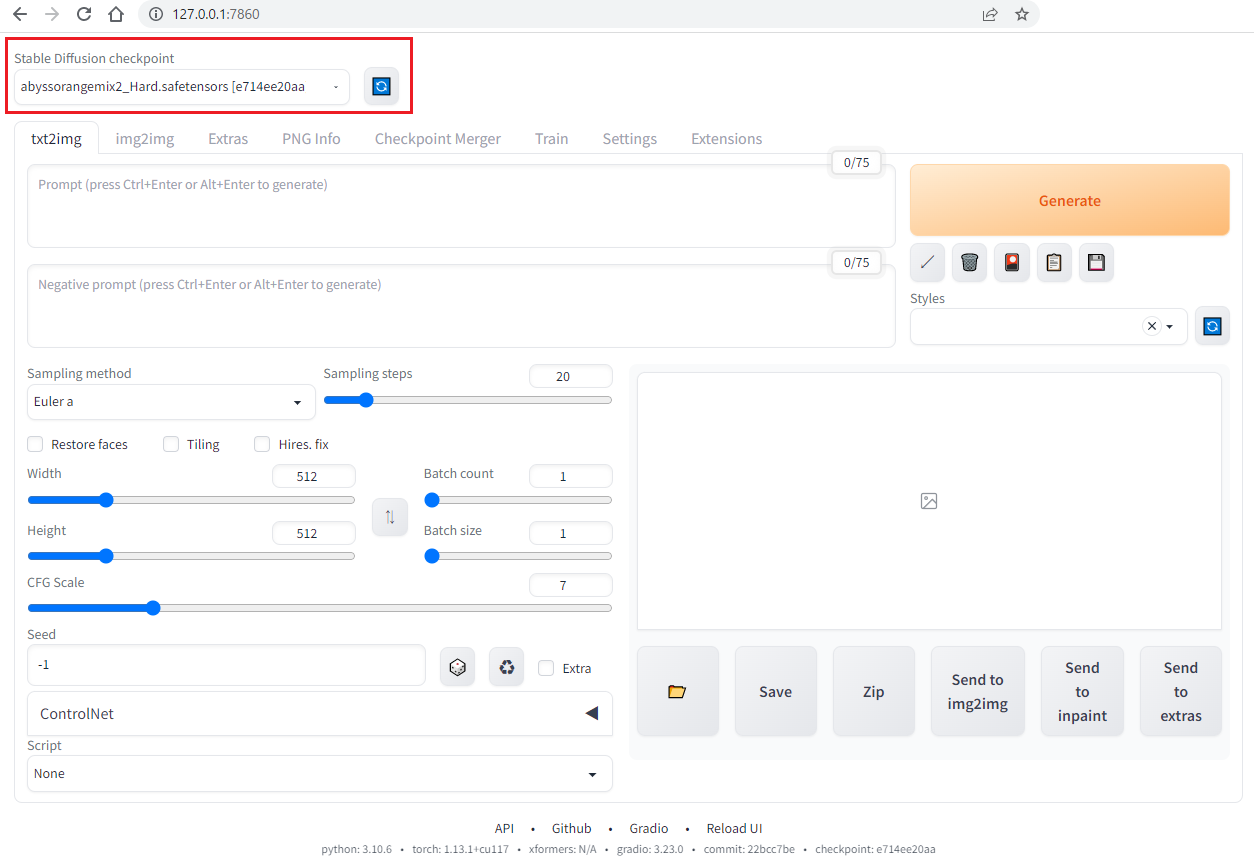 127.0.0.1:7860
Stable Diffusion checkpoint
abyssorangemix2_Hard.safetensors [e714ee20aa
txt2img img2img Extras PNG Info Checkpoint Merger Train Settings Extensions
0/75
Prompt (press Ctrl+Enter or Alt+Enter to generate)
Generate
0/75
Negative prompt (press Ctrl+Enter or Alt+Enter to generate)
Styles
Sampling method
Euler a
Sampling steps
20
Restore faces Tiling Hires. fix
Width
512
Batch count
1
Height
512
Batch size
1
CFG Scale
7
Seed
-1
Extra
ControlNet
Script
None
Save
Zip
Send to
img2img
Send
to
inpaint
Send
to
extras
API • Github • Gradio • Reload UI
python: 3.10.6 • torch: 1.13.1+cu117 • xformers: N/A • gradio: 3.23.0 • commit: 22bcc7be • checkpoint: e714ee20aa